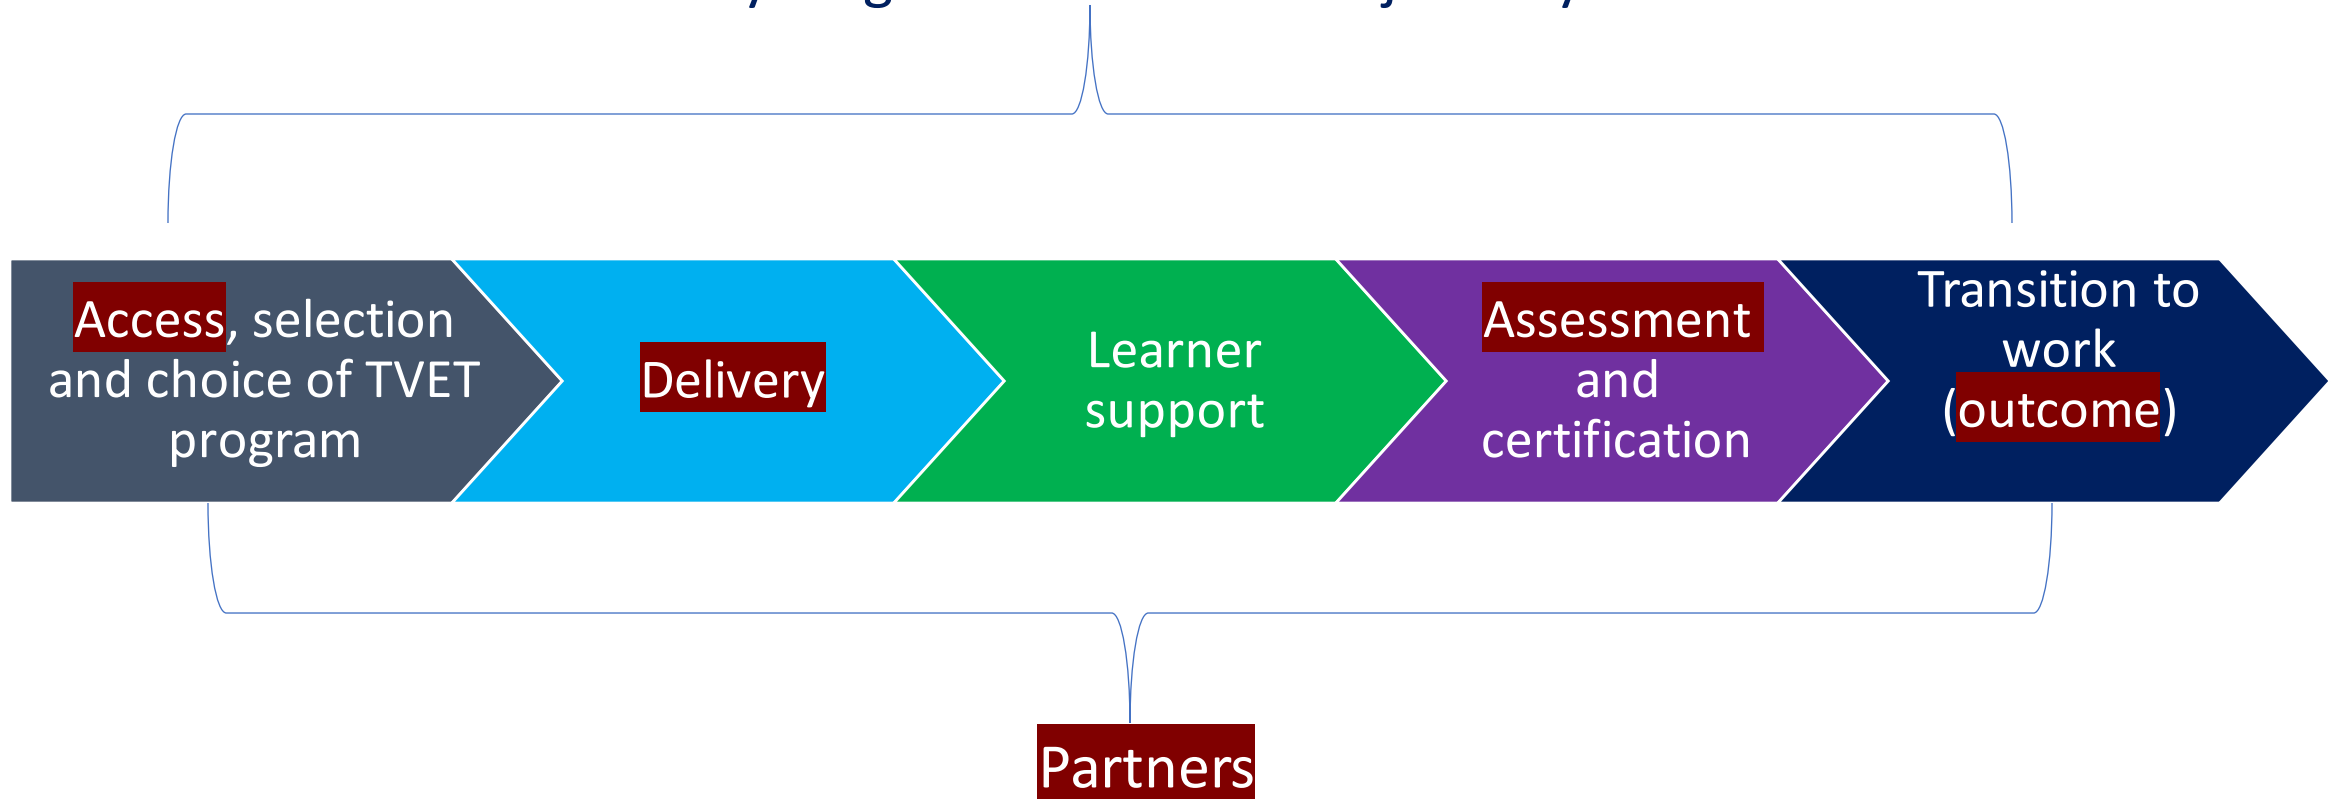 Access, selection
and choice of TVET
program
Delivery
Learner
support
Assessment
and
certification
Transition to
work
(outcome)
Partners